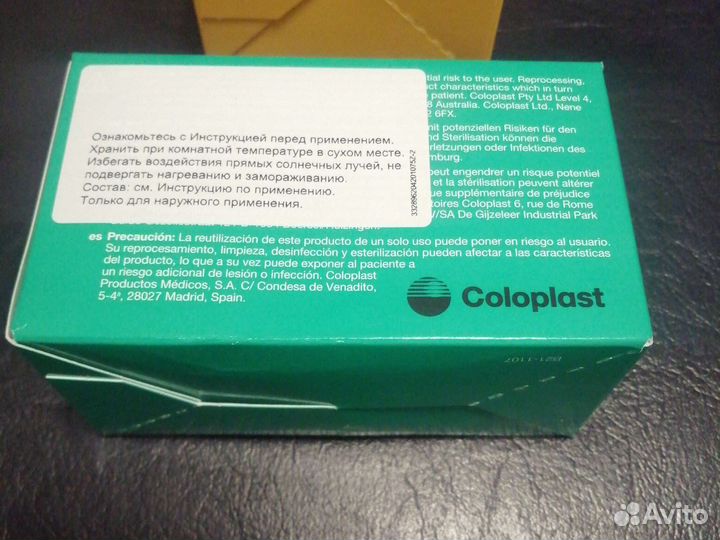 Ознакомьтесь с Инструкцией перед применением.
Хранить при комнатной температуре в сухом месте.
Избегать воздействия прямых солнечных лучей, не
подвергать нагреванию и замораживанию.
Состав: см. Инструкцию по применению.
Только для наружного применения.
risk to the user. Reprocessing,
characteristics which in turn
patient. Coloplast Pty Ltd Level 4,
8 Australia. Coloplast Ltd., Nene
2 6FX.
mit potenziellen Risiken für den
und Sterilisation können die
erletzungen oder Infektionen des
mburg.
peut engendrer un risque potentiel
et la stérilisation peuvent altérer
que supplémentaire de préjudice
toires Coloplast 6, rue de Rome
V/SA De Gijzeleer Industrial Park
es Precaución: La reutilización de este producto de un solo uso puede poner en riesgo al usuario.
Su reprocesamiento, limpieza, desinfección y esterilización pueden afectar a las características
del producto, lo que a su vez puede exponer al paciente a
un riesgo adicional de lesión o infección. Coloplast
Productos Médicos, S.A. C/ Condesa de Venadito,
5-4ª, 28027 Madrid, Spain.
Coloplast
B21-1107
Avito